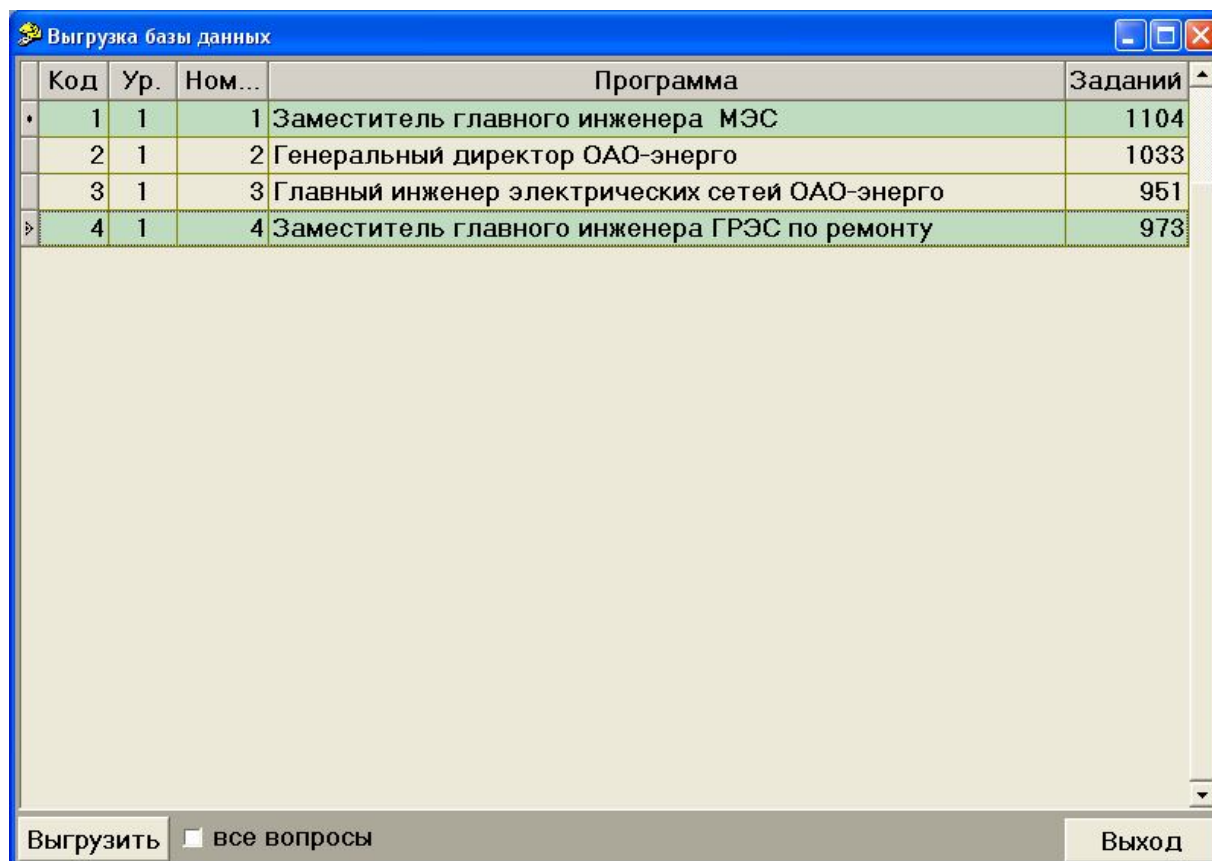 Выгрузка базы данных
Код Ур. Ном... Программа Заданий
1 1 1 Заместитель главного инженера МЭС 1104
2 1 2 Генеральный директор ОАО-энерго 1033
3 1 3 Главный инженер электрических сетей ОАО-энерго 951
4 1 4 Заместитель главного инженера ГРЭС по ремонту 973
Выгрузить все вопросы Выход